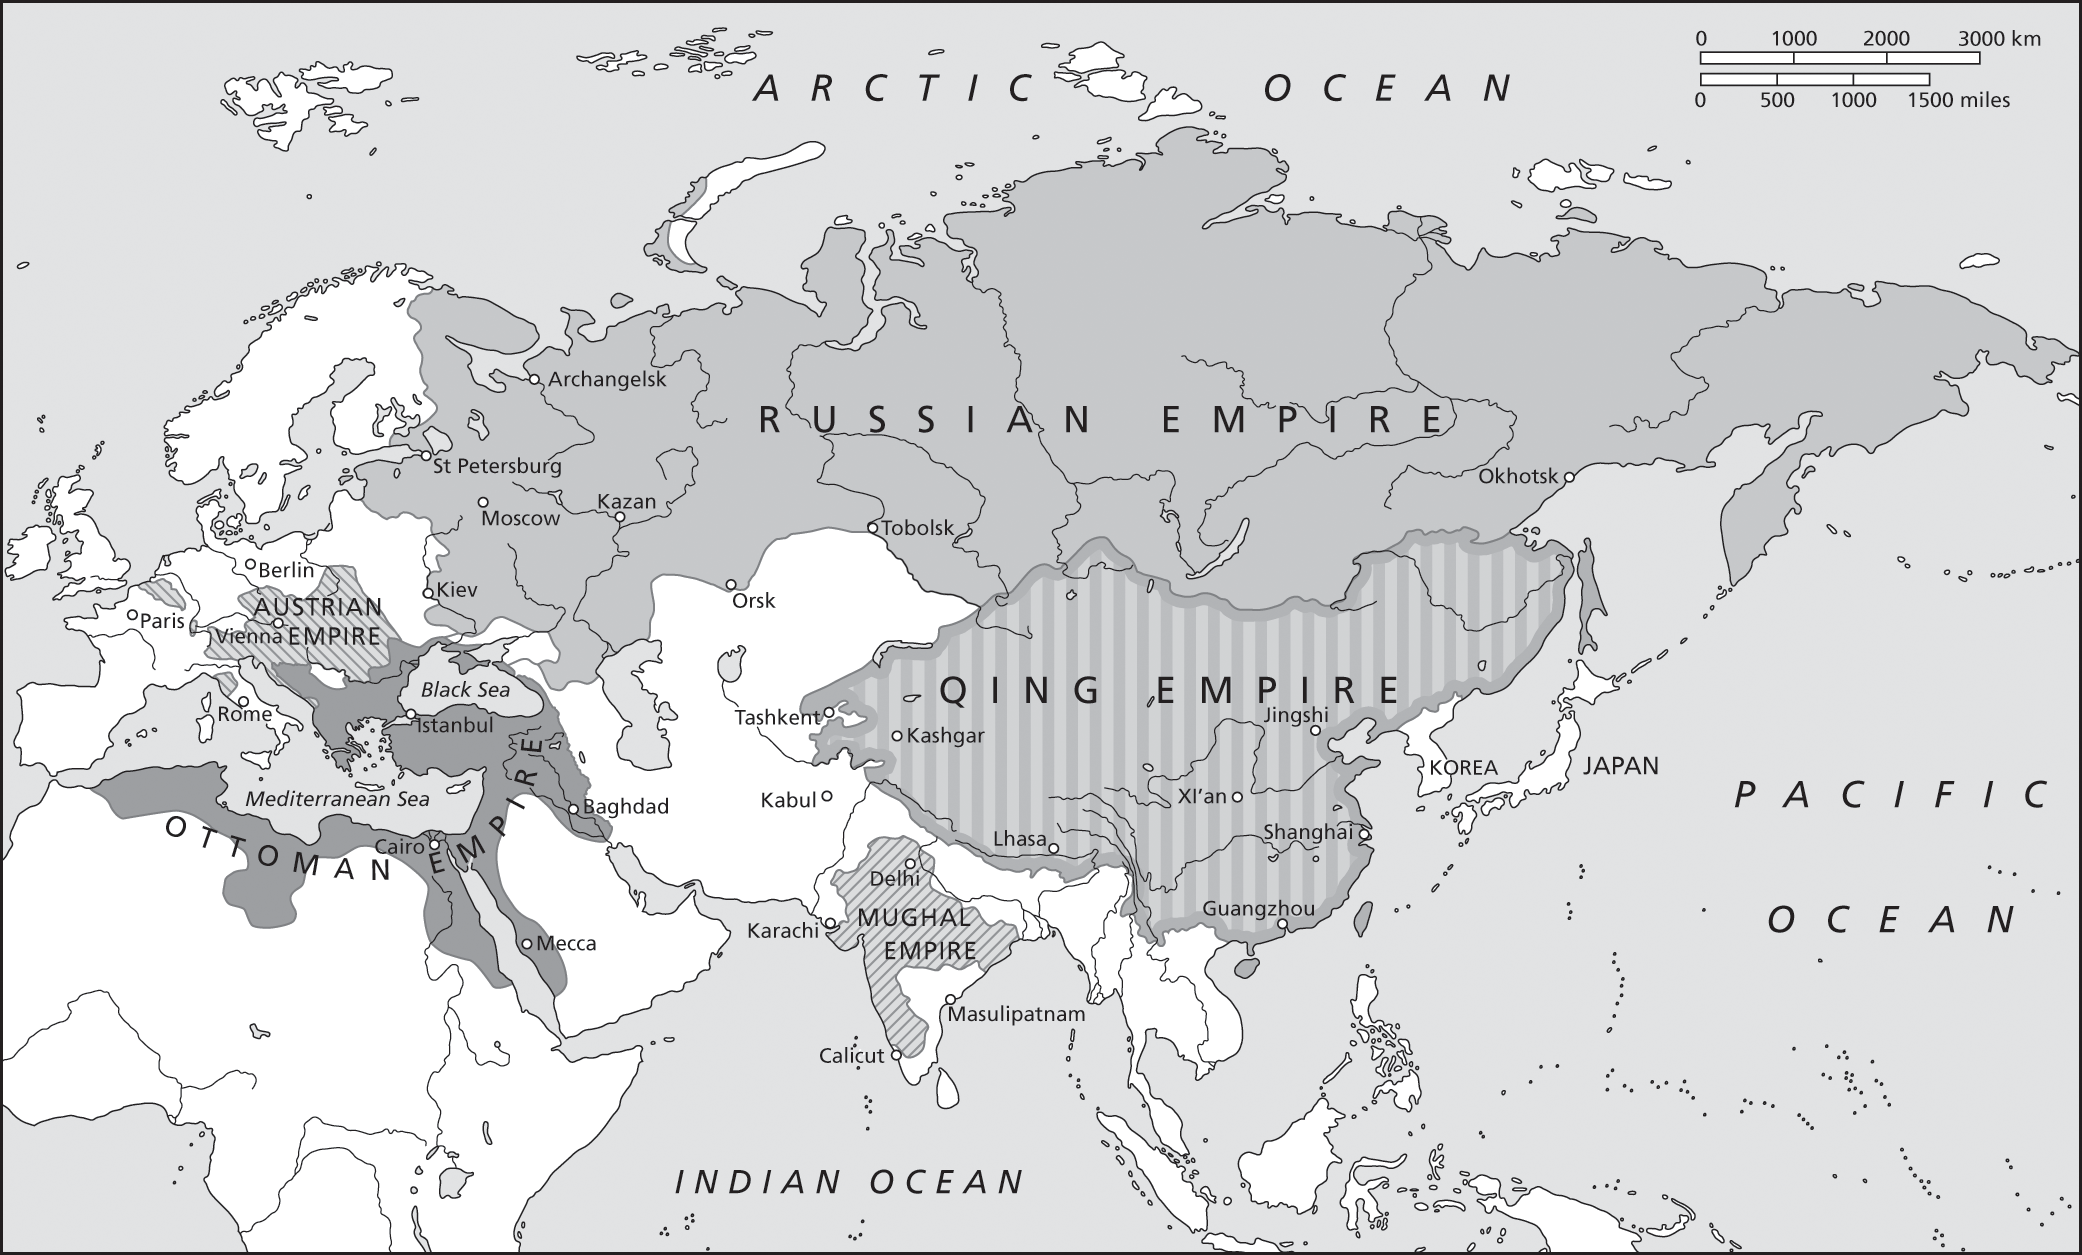 0 1000 2000 3000 km
0 500 1000 1500 miles
ARCTIC OCEAN
Archangelsk
RUSSIAN EMPIRE
St Petersburg
Okhotsk
Kazan
Moscow
Tobolsk
Berlin
Kiev
Orsk
AUSTRIAN
EMPIRE
Paris
Vienna
Black Sea
QING EMPIRE
Rome
Istanbul
Tashkent
Jingshi
Kashgar
KOREA
JAPAN
Mediterranean Sea
Baghdad
Kabul
XI'an
PACIFIC
OCEAN
OTTOMAN EMPIRE
Cairo
Lhasa
Shanghai
Delhi
MUGHAL
EMPIRE
Guangzhou
Karachi
Mecca
Masulipatnam
Calicut
INDIAN OCEAN